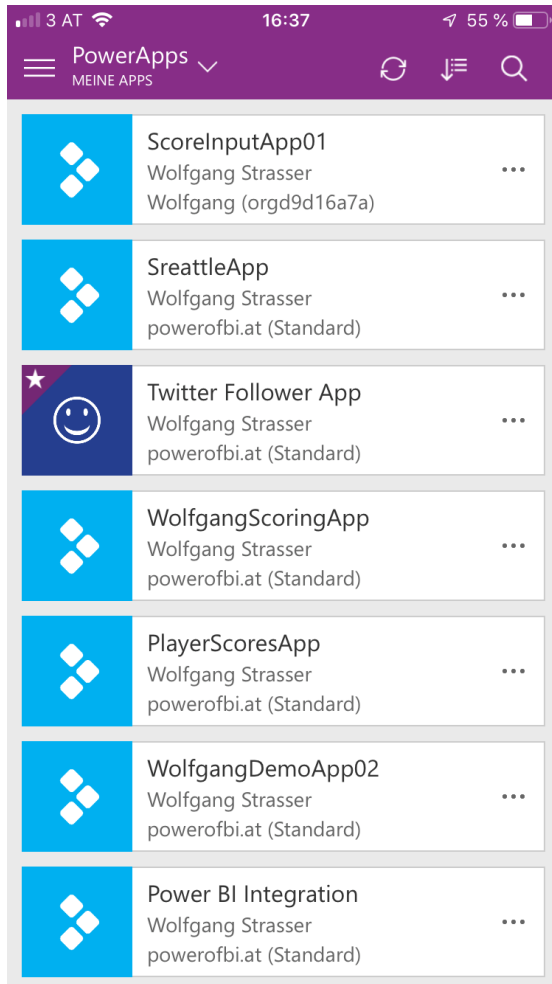 3 AT 16:37 55 %
PowerApps
MEINE APPS
ScoreInputApp01
Wolfgang Strasser
Wolfgang (orgd9d16a7a)
SreattleApp
Wolfgang Strasser
powerofbi.at (Standard)
Twitter Follower App
Wolfgang Strasser
powerofbi.at (Standard)
WolfgangScoringApp
Wolfgang Strasser
powerofbi.at (Standard)
PlayerScoresApp
Wolfgang Strasser
powerofbi.at (Standard)
WolfgangDemoApp02
Wolfgang Strasser
powerofbi.at (Standard)
Power BI Integration
Wolfgang Strasser
powerofbi.at (Standard)